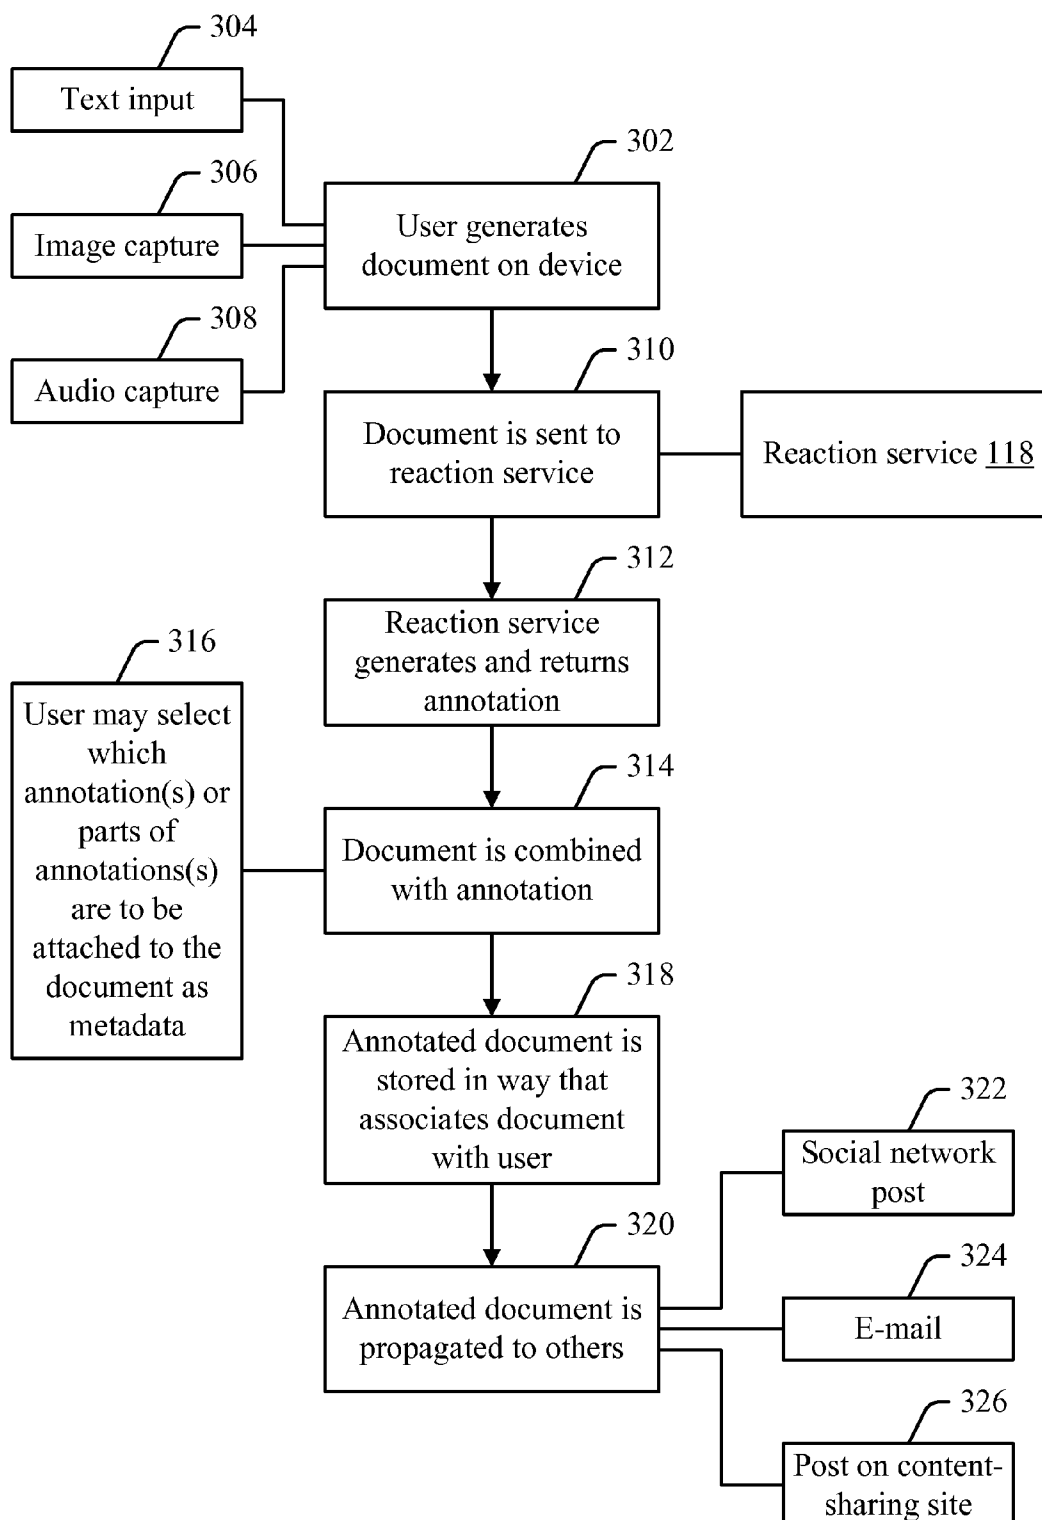 304
Text input
302
306
User generates
document on device
Image capture
308
310
Audio capture
Document is sent to
reaction service
Reaction service 118
312
Reaction service
generates and returns
annotation
316
User may select
which
annotation(s) or
parts of
annotations(s)
are to be
attached to the
document as
metadata
314
Document is combined
with annotation
318
Annotated document is
stored in way that
associates document
with user
322
Social network
post
320
Annotated document is
propagated to others
324
E-mail
326
Post on content-
sharing site